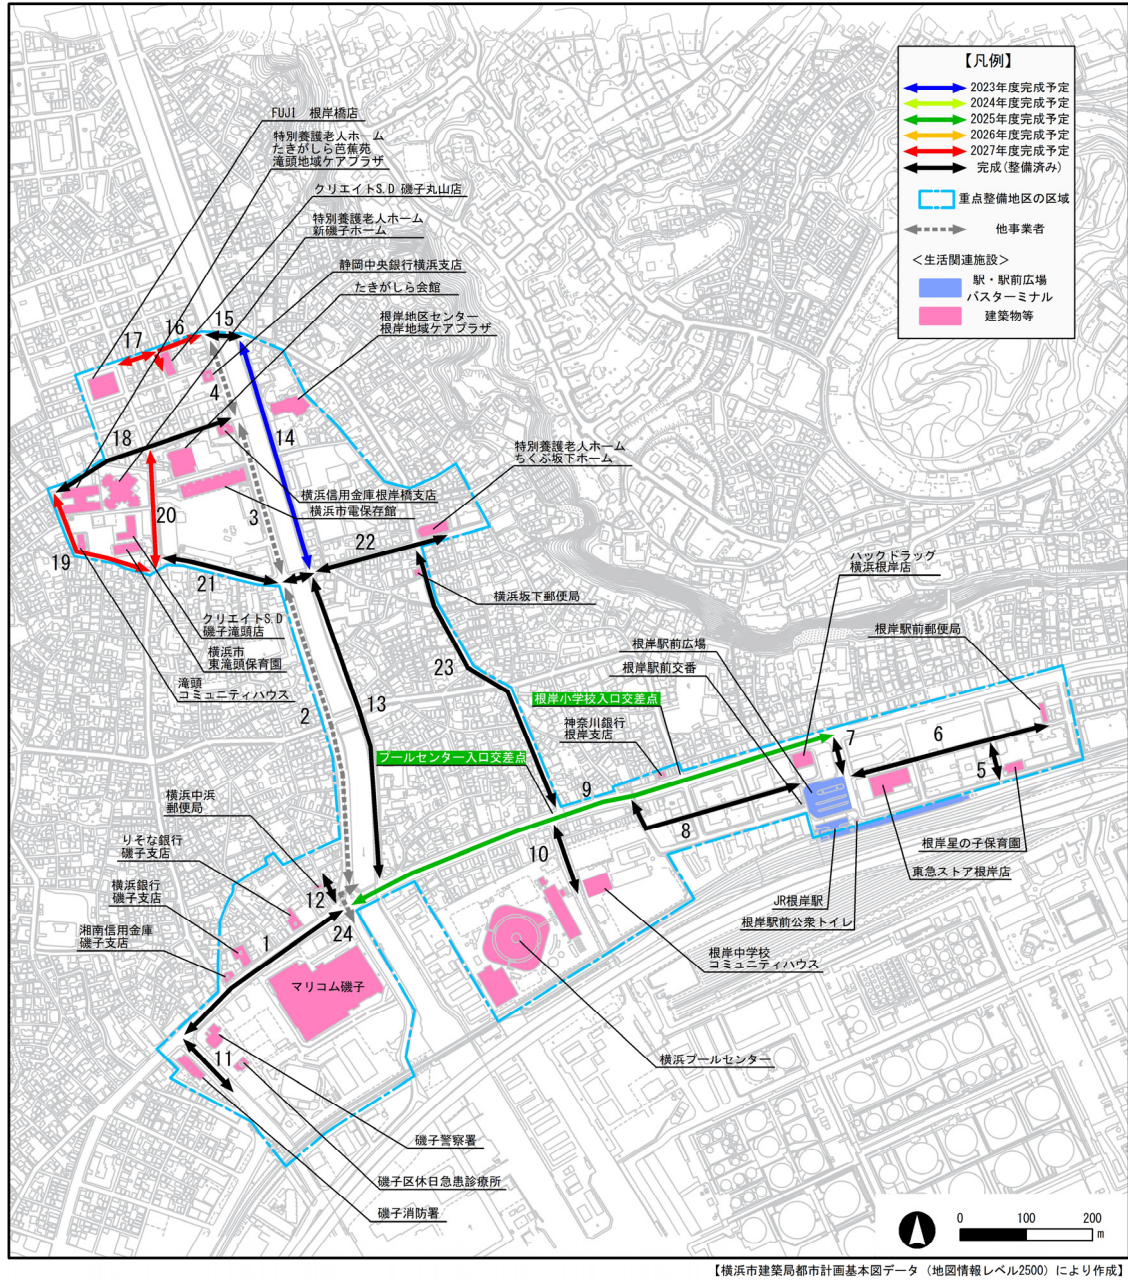 【凡例】
2023年度完成予定
2024年度完成予定
2025年度完成予定
2026年度完成予定
2027年度完成予定
完成(整備済み)
重点整備地区の区域
他事業者
<生活関連施設>
駅・駅前広場
バスターミナル
建築物等
FUJI 根岸橋店
特別養護老人ホーム
たきがしら芭蕉苑
滝頭地域ケアプラザ
クリエイトS.D 磯子丸山店
特別養護老人ホーム
新磯子ホーム
静岡中央銀行横浜支店
たきがしら会館
根岸地区センター
根岸地域ケアプラザ
15
16
17
4
14
18
特別養護老人ホーム
ちくぶ坂下ホーム
横浜信用金庫根岸橋支店
横浜市電保存館
3
20
22
19
21
ハックドラッグ
横浜根岸店
横浜坂下郵便局
クリエイトS.D
磯子滝頭店
横浜市
東滝頭保育園
滝頭
コミュニティハウス
根岸駅前郵便局
根岸駅前広場
根岸駅前交番
23
2
13
根岸小学校入口交差点
神奈川銀行
根岸支店
プールセンター入口交差点
7
6
5
9
8
横浜中浜
郵便局
りそな銀行
磯子支店
横浜銀行
磯子支店
湘南信用金庫
磯子支店
10
根岸星の子保育園
東急ストア根岸店
JR根岸駅
根岸駅前公衆トイレ
12
24
1
根岸中学校
コミュニティハウス
マリコム磯子
横浜プールセンター
11
磯子警察署
磯子区休日急患診療所
磯子消防署
0 100 200
m
【横浜市建築局都市計画基本図データ（地図情報レベル2500）により作成】